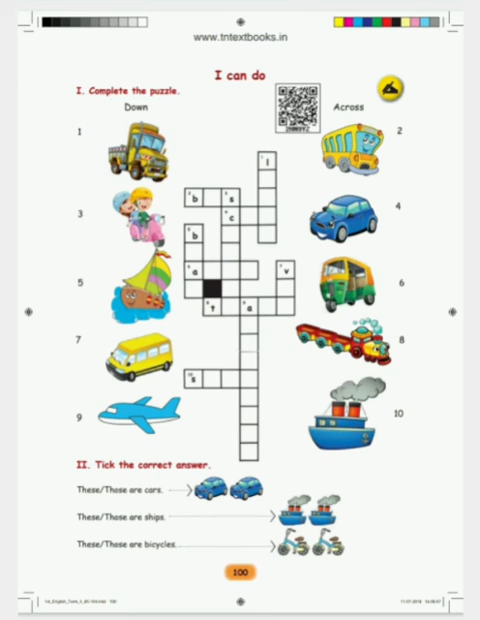 www.tntextbooks.in
I can do
I. Complete the puzzle.
Down
Across
1
2
3
4
5
6
7
8
9
10
l
b s
c
b
a v
t a
s
II. Tick the correct answer.
These/Those are cars.
These/Those are ships.
These/Those are bicycles.
100